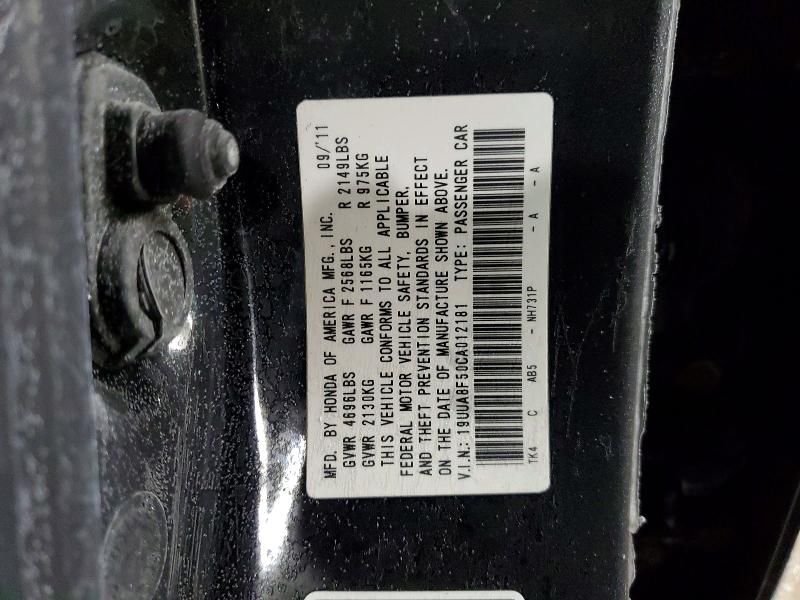 MFD. BY HONDA OF AMERICA MFG., INC. 09/'11
GVWR 4696LBS GAWR F 2568LBS R 2149LBS
GVWR 2130KG GAWR F 1165KG R 975KG
THIS VEHICLE CONFORMS TO ALL APPLICABLE
FEDERAL MOTOR VEHICLE SAFETY, BUMPER,
AND THEFT PREVENTION STANDARDS IN EFFECT
ON THE DATE OF MANUFACTURE SHOWN ABOVE.
V.I.N.: 19UUA8F50CA012181 TYPE: PASSENGER CAR
TK4 C AB5 - NH731P - A - A